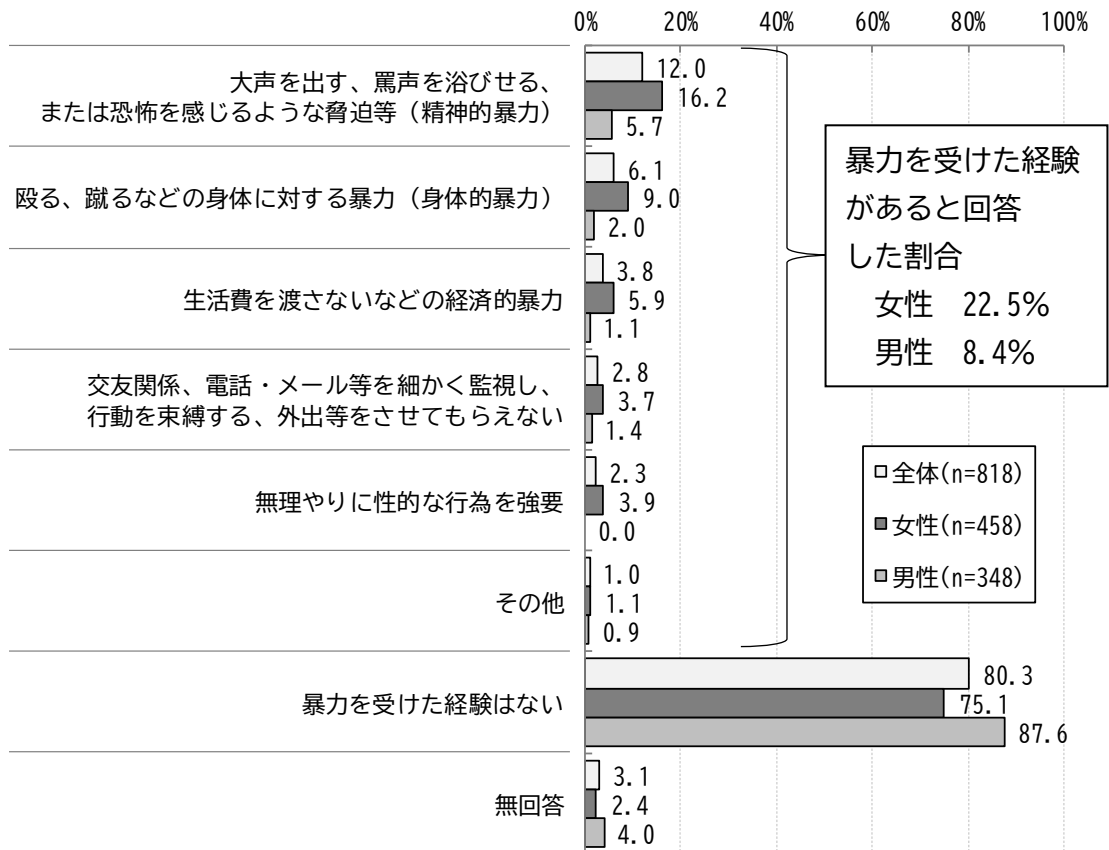 0%
20%
40%
60%
80%
100%
大声を出す、罵声を浴びせる、
または恐怖を感じるような脅迫等（精神的暴力）
12.0
16.2
5.7
殴る、蹴るなどの身体に対する暴力（身体的暴力）
6.1
9.0
2.0
生活費を渡さないなどの経済的暴力
3.8
5.9
1.1
交友関係、電話・メール等を細かく監視し、
行動を束縛する、外出等をさせてもらえない
2.8
3.7
1.4
無理やりに性的な行為を強要
2.3
3.9
0.0
その他
1.0
1.1
0.9
暴力を受けた経験はない
80.3
75.1
87.6
無回答
3.1
2.4
4.0
暴力を受けた経験
があると回答
した割合
女性　22.5%
男性　8.4%
全体(n=818)
女性(n=458)
男性(n=348)